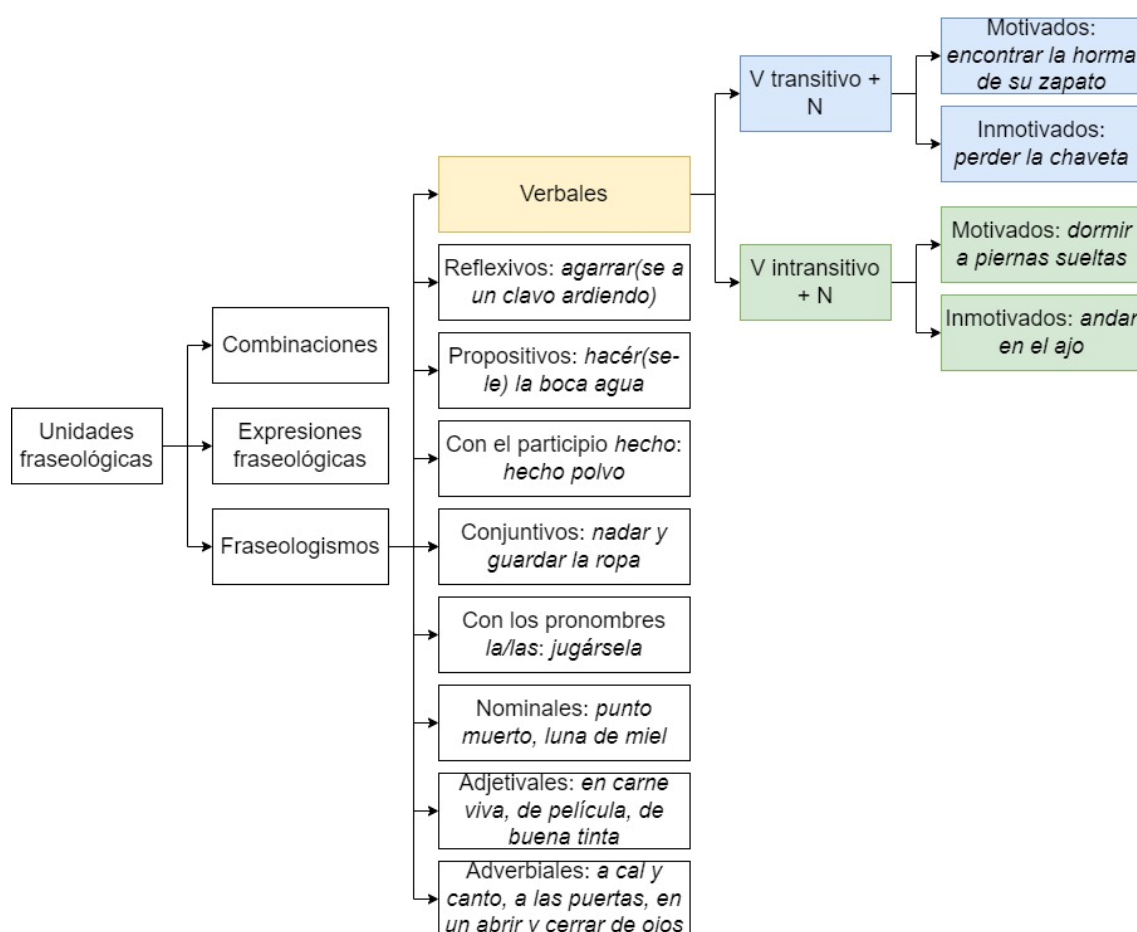 Unidades
fraseológicas
Combinaciones
Expresiones
fraseológicas
Fraseologismos
Verbales
Reflexivos: agarrar(se a
un clavo ardiendo)
Propositivos: hacér(se-
le) la boca agua
Con el participio hecho:
hecho polvo
Conjuntivos: nadar y
guardar la ropa
Con los pronombres
la/las: jugársela
Nominales: punto
muerto, luna de miel
Adjetivales: en carne
viva, de película, de
buena tinta
Adverbiales: a cal y
canto, a las puertas, en
un abrir y cerrar de ojos
V transitivo +
N
V intransitivo
+ N
Motivados:
encontrar la horma
de su zapato
Inmotivados:
perder la chaveta
Motivados: dormir
a piernas sueltas
Inmotivados: andar
en el ajo